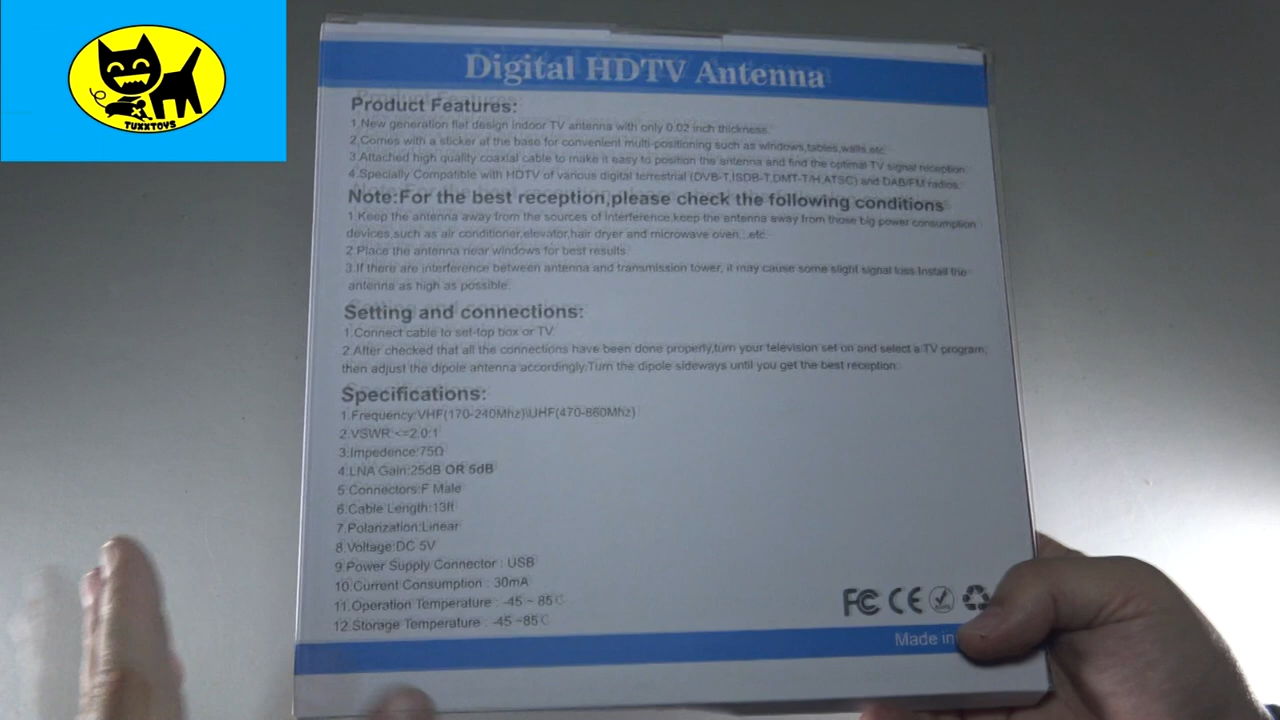 TUXXTOYS
Digital HDTV Antenna
Product Features:
1.New generation flat design indoor TV antenna with only 0.02 inch thickness.
2.Comes with a sticker at the base for convenient multi-positioning such as windows,tables,walls,etc.
3.Attached high quality coaxial cable to make it easy to position the antenna and find the optimal TV signal reception
4.Specially Compatible with HDTV of various digital terrestrial (DVB-T,ISDB-T,DMT-T/H,ATSC) and DAB/FM radios.
Note:For the best reception,please check the following conditions
1.Keep the antenna away from the sources of interference,keep the antenna away from those big power consumption
devices,such as air conditioner,elevator,hair dryer and microwave oven...etc.
2.Place the antenna near windows for best results
3.If there are interference between antenna and transmission tower, it may cause some slight signal loss.Install the
antenna as high as possible.
Setting and connections:
1.Connect cable to set-top box or TV
2.After checked that all the connections have been done properly,turn your television set on and select a TV program,
then adjust the dipole antenna accordingly.Turn the dipole sideways until you get the best reception.
Specifications:
1.Frequency:VHF(170-240Mhz)\UHF(470-860Mhz)
2.VSWR:<=2.0:1
3.Impedence:75Ω
4.LNA Gain:25dB OR 5dB
5.Connectors:F Male
6.Cable Length:13ft
7.Polarization:Linear
8.Voltage:DC 5V
9.Power Supply Connector : USB
10.Current Consumption : 30mA
11.Operation Temperature : -45 ~ 85℃
12.Storage Temperature : -45 ~85℃
FC CE
Made in